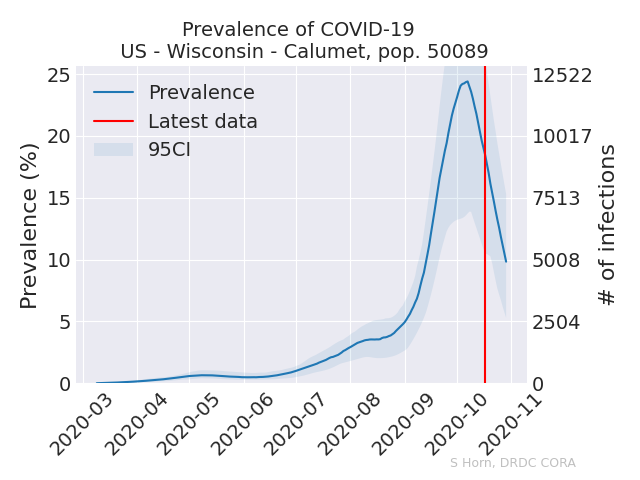 Prevalence of COVID-19
US - Wisconsin - Calumet, pop. 50089
Prevalence
Latest data
95CI
Prevalence (%)
25
20
15
10
5
0
12522
10017
7513
5008
2504
0
# of infections
2020-03
2020-04
2020-05
2020-06
2020-07
2020-08
2020-09
2020-10
2020-11
S Horn, DRDC CORA